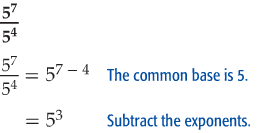 5⁷
5⁴
5⁷/5⁴ = 5⁷ ⁻ ⁴ The common base is 5.
= 5³ Subtract the exponents.